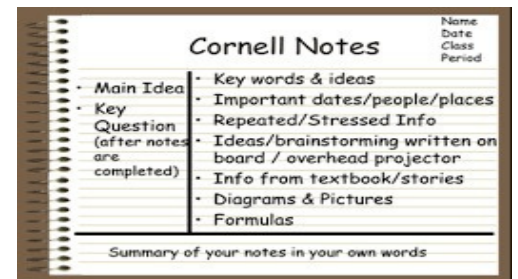 Name
Date
Class
Period
Cornell Notes
· Main Idea
· Key
Question
(after notes
are
completed)
· Key words & ideas
· Important dates/people/places
· Repeated/Stressed Info
· Ideas/brainstorming written on
board / overhead projector
· Info from textbook/stories
· Diagrams & Pictures
· Formulas
Summary of your notes in your own words